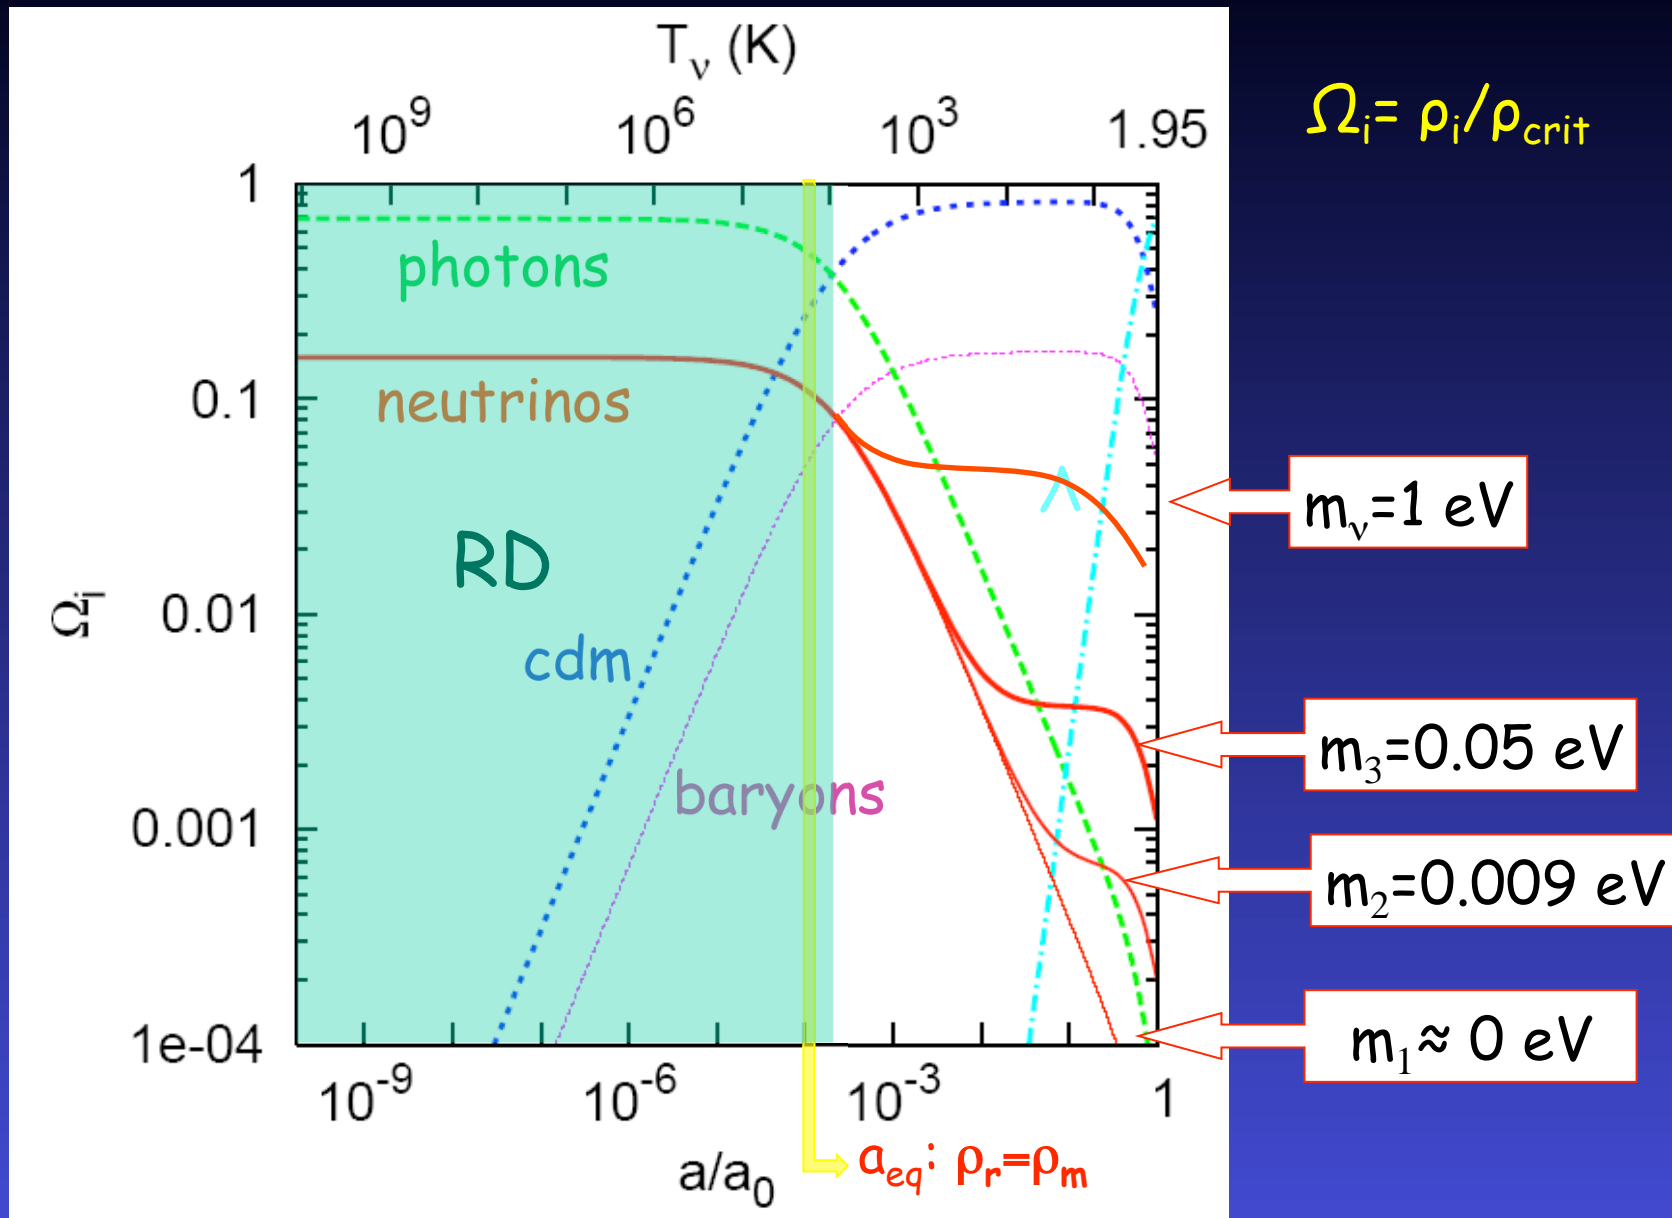 T_ν (K)
10^9 10^6 10^3 1.95
Ω_i = ρ_i/ρ_crit
1
photons
0.1
neutrinos
Λ
m_ν=1 eV
RD
Ω_i
0.01
cdm
m_3=0.05 eV
baryons
0.001
m_2=0.009 eV
1e-04
m_1≈ 0 eV
10^-9 10^-6 10^-3 1
a/a_0
a_eq: ρ_r=ρ_m